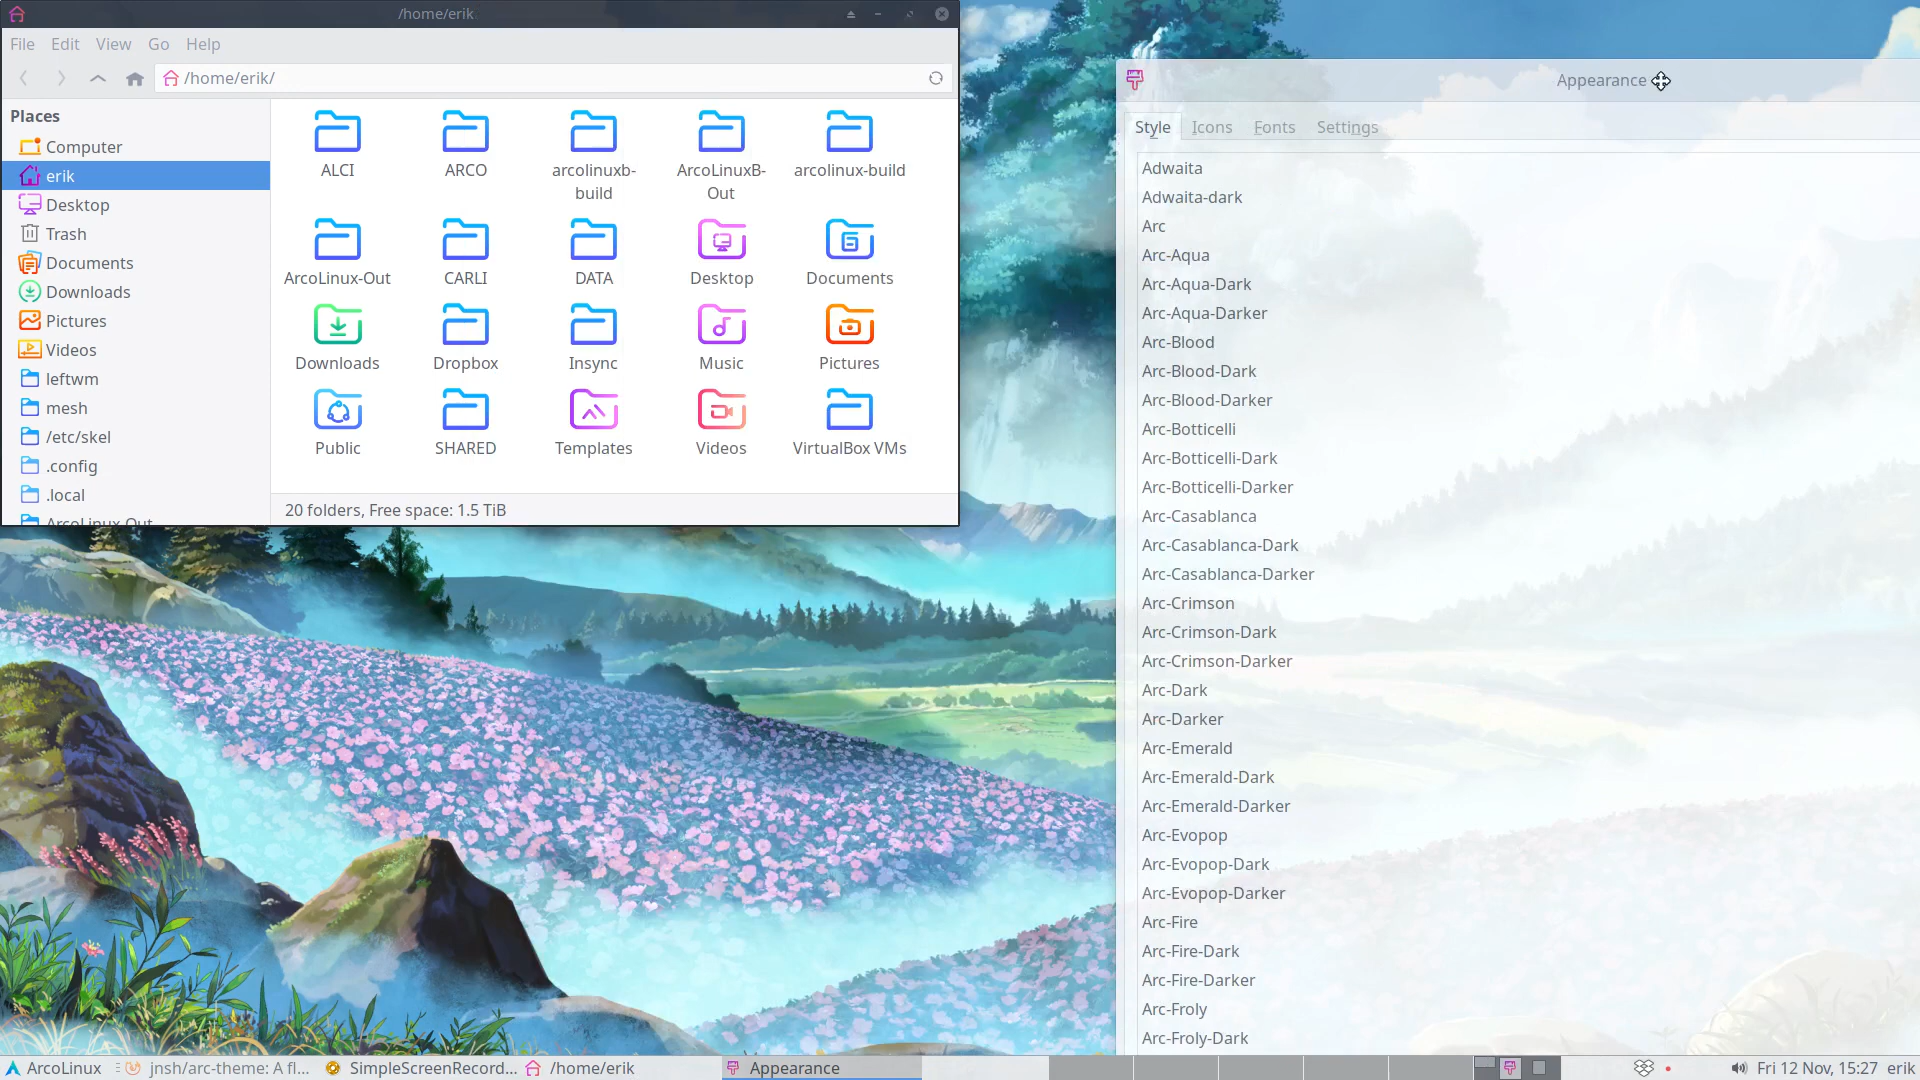 /home/erik
File Edit View Go Help
/home/erik/
Places
Computer
erik
Desktop
Trash
Documents
Downloads
Pictures
Videos
leftwm
mesh
/etc/skel
.config
.local
ArcoLinux-Out
ALCI ARCO arcolinuxb-build ArcoLinuxB-Out arcolinux-build
ArcoLinux-Out CARLI DATA Desktop Documents
Downloads Dropbox Insync Music Pictures
Public SHARED Templates Videos VirtualBox VMs
20 folders, Free space: 1.5 TiB
Appearance
Style Icons Fonts Settings
Adwaita
Adwaita-dark
Arc
Arc-Aqua
Arc-Aqua-Dark
Arc-Aqua-Darker
Arc-Blood
Arc-Blood-Dark
Arc-Blood-Darker
Arc-Botticelli
Arc-Botticelli-Dark
Arc-Botticelli-Darker
Arc-Casablanca
Arc-Casablanca-Dark
Arc-Casablanca-Darker
Arc-Crimson
Arc-Crimson-Dark
Arc-Crimson-Darker
Arc-Dark
Arc-Darker
Arc-Emerald
Arc-Emerald-Dark
Arc-Emerald-Darker
Arc-Evopop
Arc-Evopop-Dark
Arc-Evopop-Darker
Arc-Fire
Arc-Fire-Dark
Arc-Fire-Darker
Arc-Froly
Arc-Froly-Dark
ArcoLinux jnsh/arc-theme: A fl... SimpleScreenRecord... /home/erik Appearance Fri 12 Nov, 15:27 erik